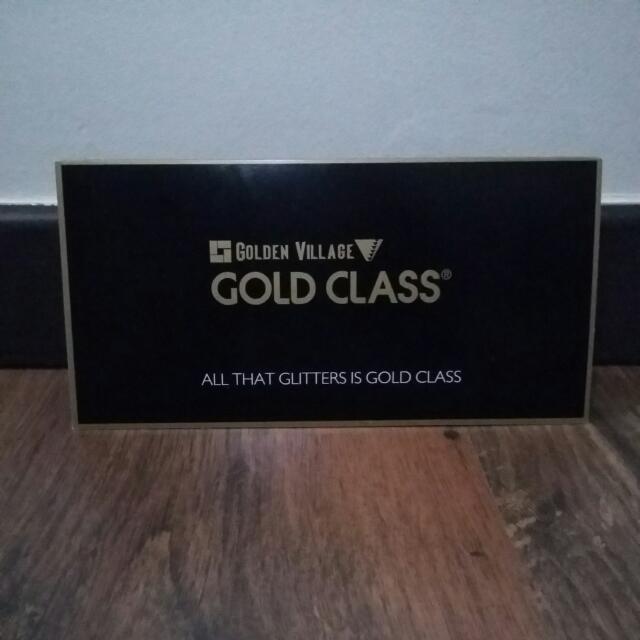 GOLDEN VILLAGE
GOLD CLASS®
ALL THAT GLITTERS IS GOLD CLASS